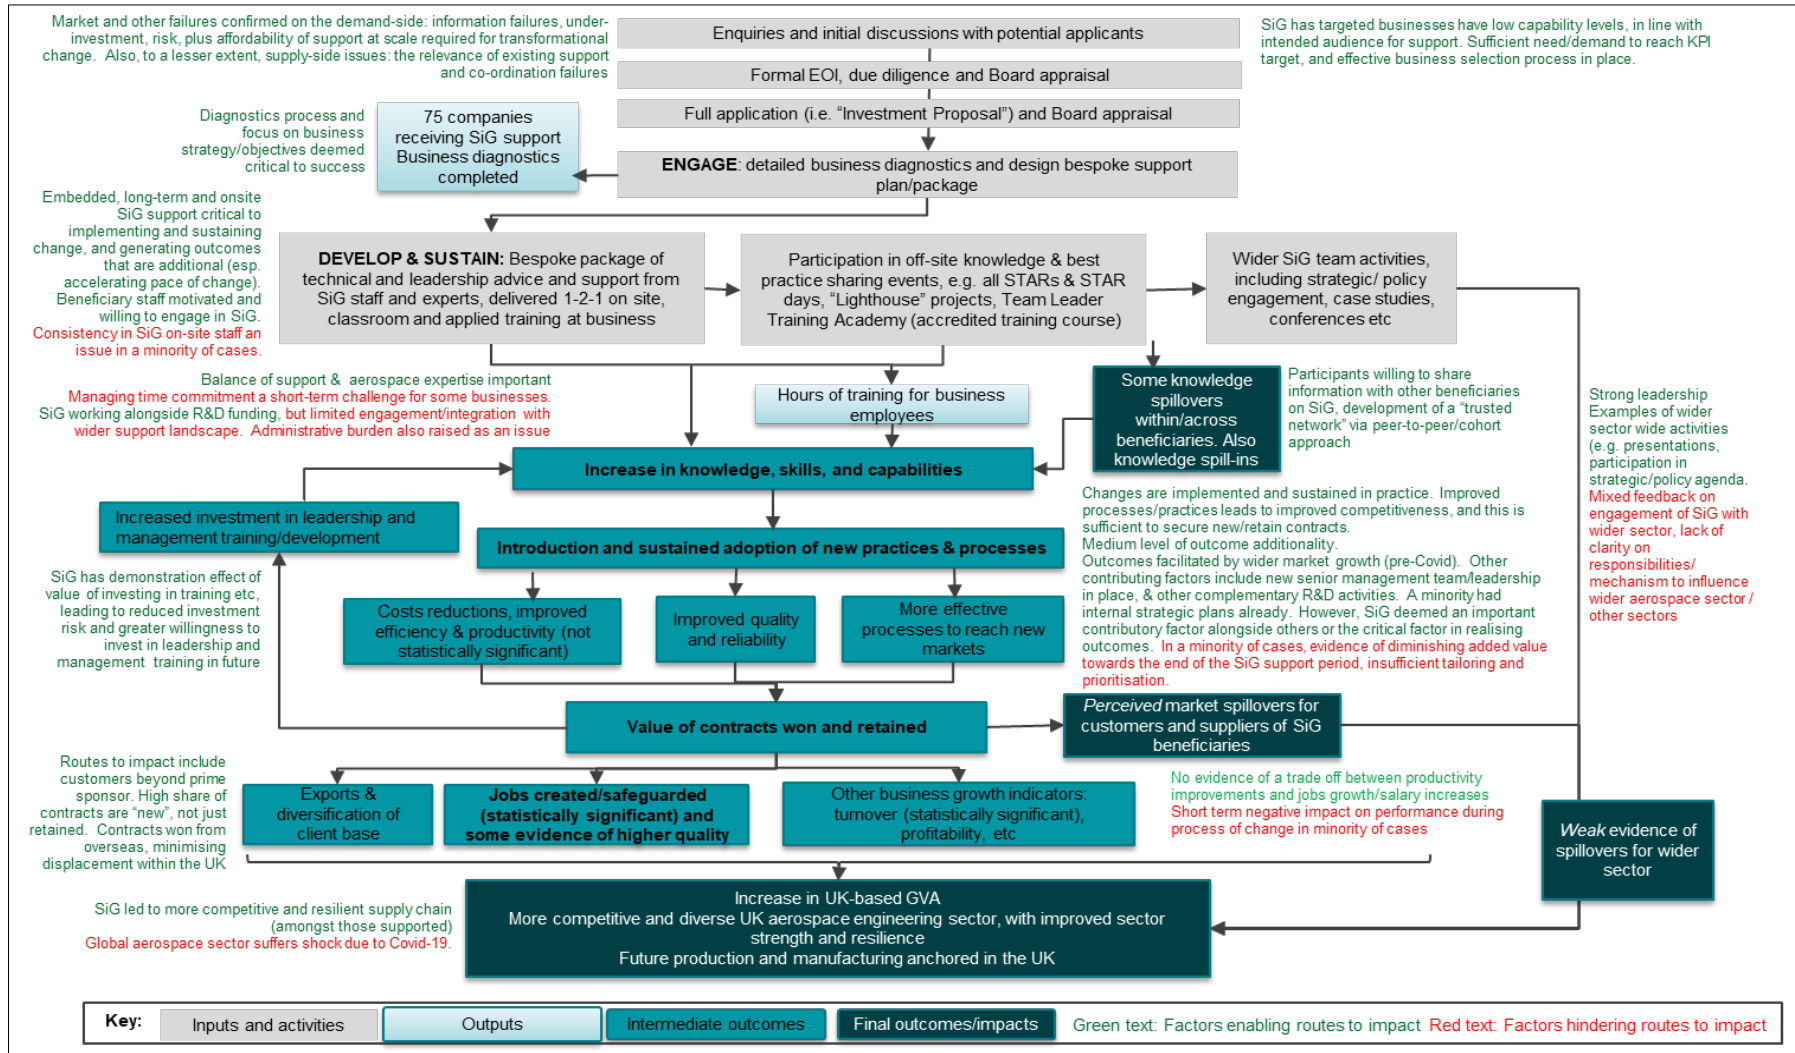 Market and other failures confirmed on the demand-side: information failures, under-
investment, risk, plus affordability of support at scale required for transformational
change.  Also, to a lesser extent, supply-side issues: the relevance of existing support
and co-ordination failures
Enquiries and initial discussions with potential applicants
SiG has targeted businesses have low capability levels, in line with
intended audience for support. Sufficient need/demand to reach KPI
target, and effective business selection process in place.
Formal EOI, due diligence and Board appraisal
Full application (i.e. “Investment Proposal”) and Board appraisal
Diagnostics process and
focus on business
strategy/objectives deemed
critical to success
75 companies
receiving SiG support
Business diagnostics
completed
ENGAGE: detailed business diagnostics and design bespoke support
plan/package
Embedded, long-term and onsite
SiG support critical to
implementing and sustaining
change, and generating outcomes
that are additional (esp.
accelerating pace of change).
Beneficiary staff motivated and
willing to engage in SiG.
Consistency in SiG on-site staff an
issue in a minority of cases.
DEVELOP & SUSTAIN: Bespoke package of
technical and leadership advice and support from
SiG staff and experts, delivered 1-2-1 on site,
classroom and applied training at business
Participation in off-site knowledge & best
practice sharing events, e.g. all STARs & STAR
days, “Lighthouse” projects, Team Leader
Training Academy (accredited training course)
Wider SiG team activities,
including strategic/ policy
engagement, case studies,
conferences etc
Balance of support &  aerospace expertise important
Managing time commitment a short-term challenge for some businesses.
SiG working alongside R&D funding, but limited engagement/integration with
wider support landscape.  Administrative burden also raised as an issue
Hours of training for business
employees
Some knowledge
spillovers
within/across
beneficiaries. Also
knowledge spill-ins
Participants willing to share
information with other beneficiaries
on SiG, development of a “trusted
network” via peer-to-peer/cohort
approach
Strong leadership
Examples of wider
sector wide activities
(e.g. presentations,
participation in
strategic/policy agenda.
Mixed feedback on
engagement of SiG with
wider sector, lack of
clarity on
responsibilities/
mechanism to influence
wider aerospace sector /
other sectors
Increase in knowledge, skills, and capabilities
Increased investment in leadership and
management training/development
Introduction and sustained adoption of new practices & processes
Changes are implemented and sustained in practice.  Improved
processes/practices leads to improved competitiveness, and this is
sufficient to secure new/retain contracts.
Medium level of outcome additionality.
Outcomes facilitated by wider market growth (pre-Covid).  Other
contributing factors include new senior management team/leadership
in place, & other complementary R&D activities.  A minority had
internal strategic plans already.  However, SiG deemed an important
contributory factor alongside others or the critical factor in realising
outcomes.  In a minority of cases, evidence of diminishing added value
towards the end of the SiG support period, insufficient tailoring and
prioritisation.
SiG has demonstration effect of
value of investing in training etc,
leading to reduced investment
risk and greater willingness to
invest in leadership and
management  training in future
Costs reductions, improved
efficiency & productivity (not
statistically significant)
Improved quality
and reliability
More effective
processes to reach new
markets
Value of contracts won and retained
Perceived market spillovers for
customers and suppliers of SiG
beneficiaries
Routes to impact include
customers beyond prime
sponsor. High share of
contracts are “new”, not just
retained.  Contracts won from
overseas, minimising
displacement within the UK
Exports &
diversification of
client base
Jobs created/safeguarded
(statistically significant) and
some evidence of higher quality
Other business growth indicators:
turnover (statistically significant),
profitability, etc
No evidence of a trade off between productivity
improvements and jobs growth/salary increases
Short term negative impact on performance during
process of change in minority of cases
Weak evidence of
spillovers for wider
sector
SiG led to more competitive and resilient supply chain
(amongst those supported)
Global aerospace sector suffers shock due to Covid-19.
Increase in UK-based GVA
More competitive and diverse UK aerospace engineering sector, with improved sector
strength and resilience
Future production and manufacturing anchored in the UK
Key:
Inputs and activities
Outputs
Intermediate outcomes
Final outcomes/impacts
Green text: Factors enabling routes to impact
Red text: Factors hindering routes to impact